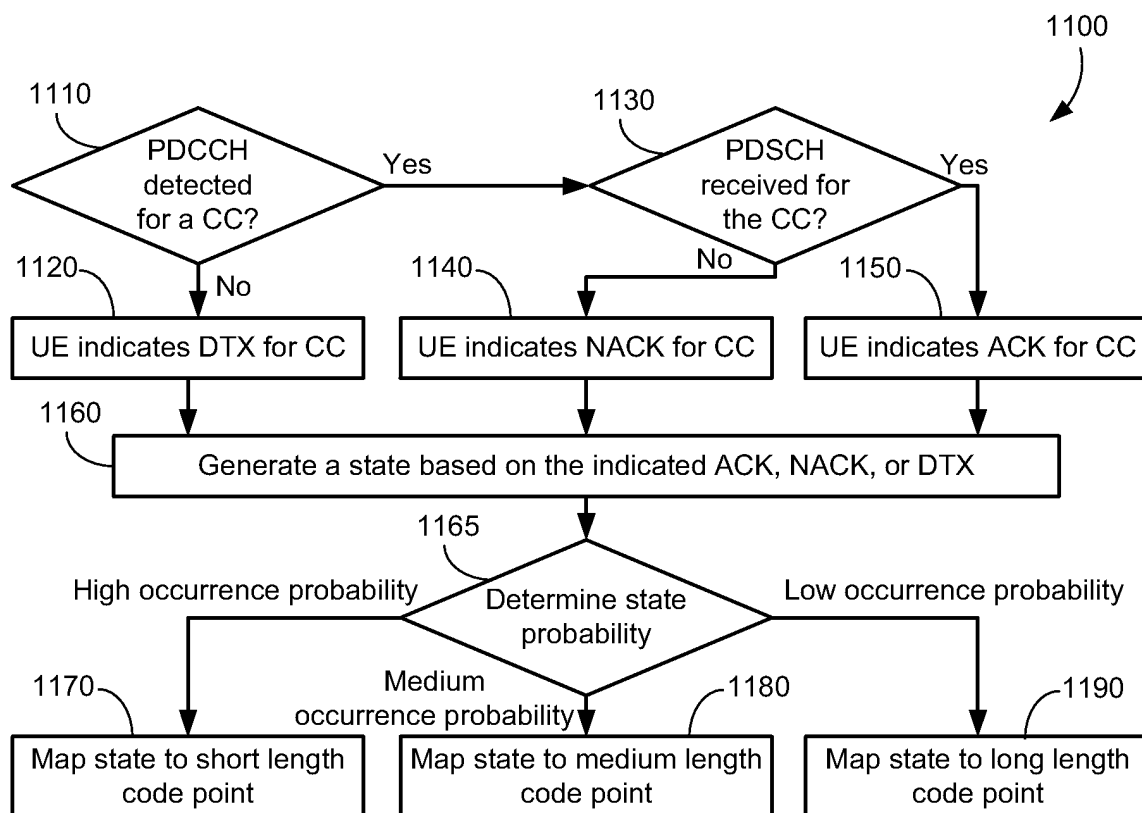 1100
1110
PDCCH
detected
for a CC?
Yes
1130
PDSCH
received for
the CC?
Yes
1120
No
UE indicates DTX for CC
1140
No
UE indicates NACK for CC
1150
UE indicates ACK for CC
1160
Generate a state based on the indicated ACK, NACK, or DTX
1165
Determine state
probability
High occurrence probability
Medium
occurrence probability
Low occurrence probability
1170
Map state to short length
code point
1180
Map state to medium length
code point
1190
Map state to long length
code point